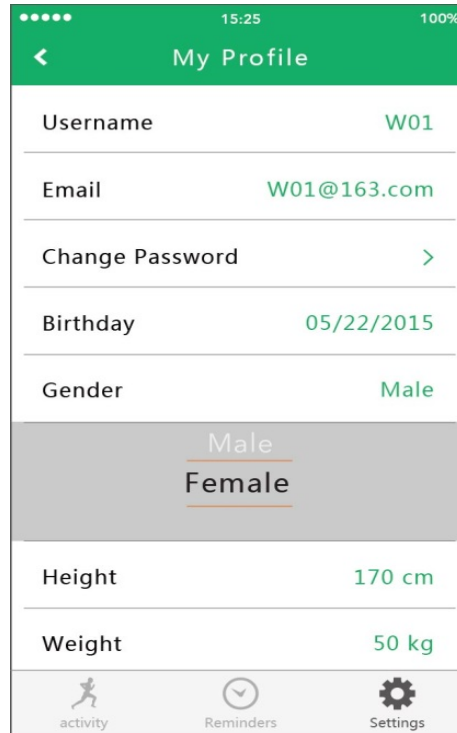 15:25 100%
My Profile
Username W01
Email W01@163.com
Change Password >
Birthday 05/22/2015
Gender Male
Male
Female
Height 170 cm
Weight 50 kg
activity Reminders Settings